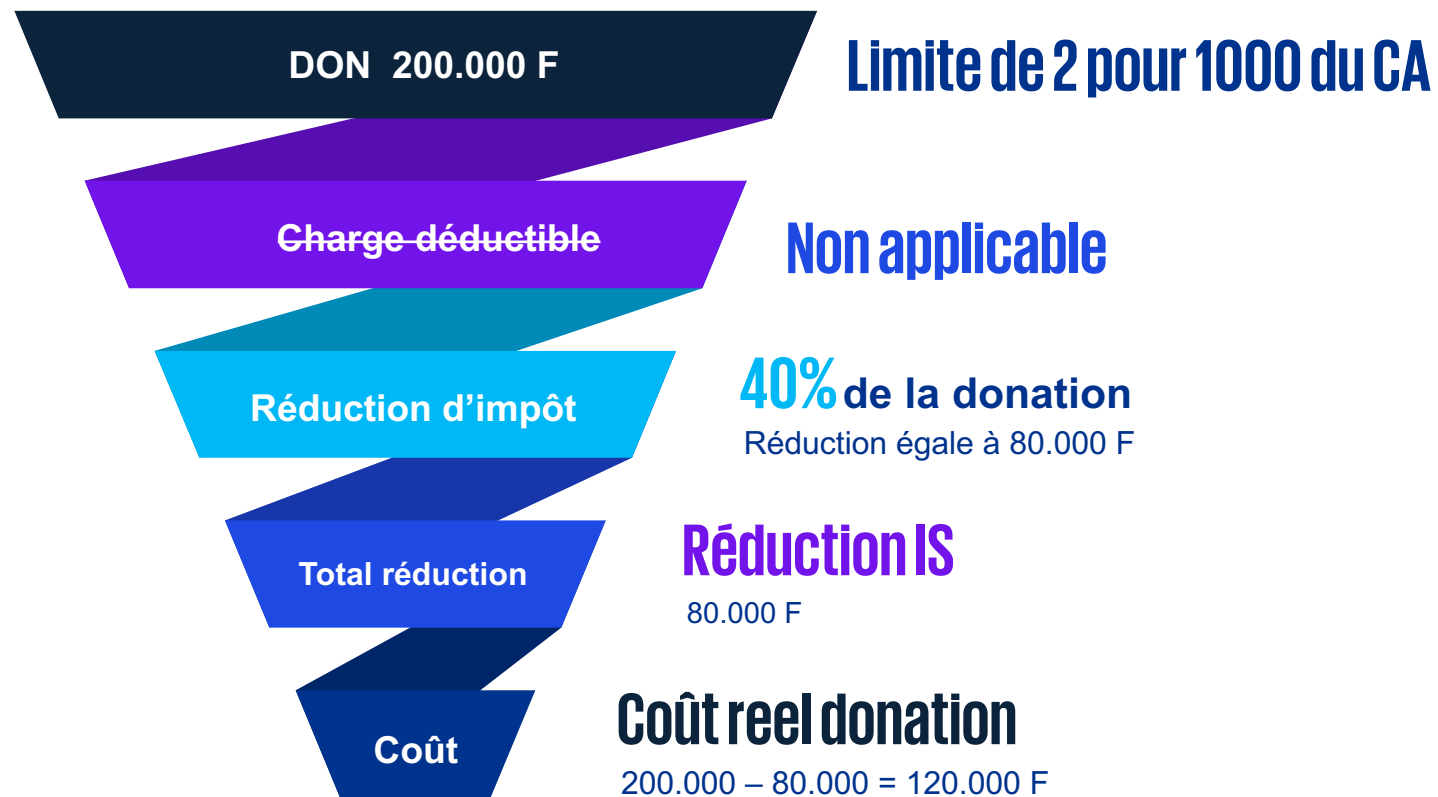 DON  200.000 F
Limite de 2 pour 1000 du CA
Charge déductible
Non applicable
Réduction d’impôt
40% de la donation
Réduction égale à 80.000 F
Total réduction
Réduction IS
80.000 F
Coût
Coût reel donation
200.000 – 80.000 = 120.000 F